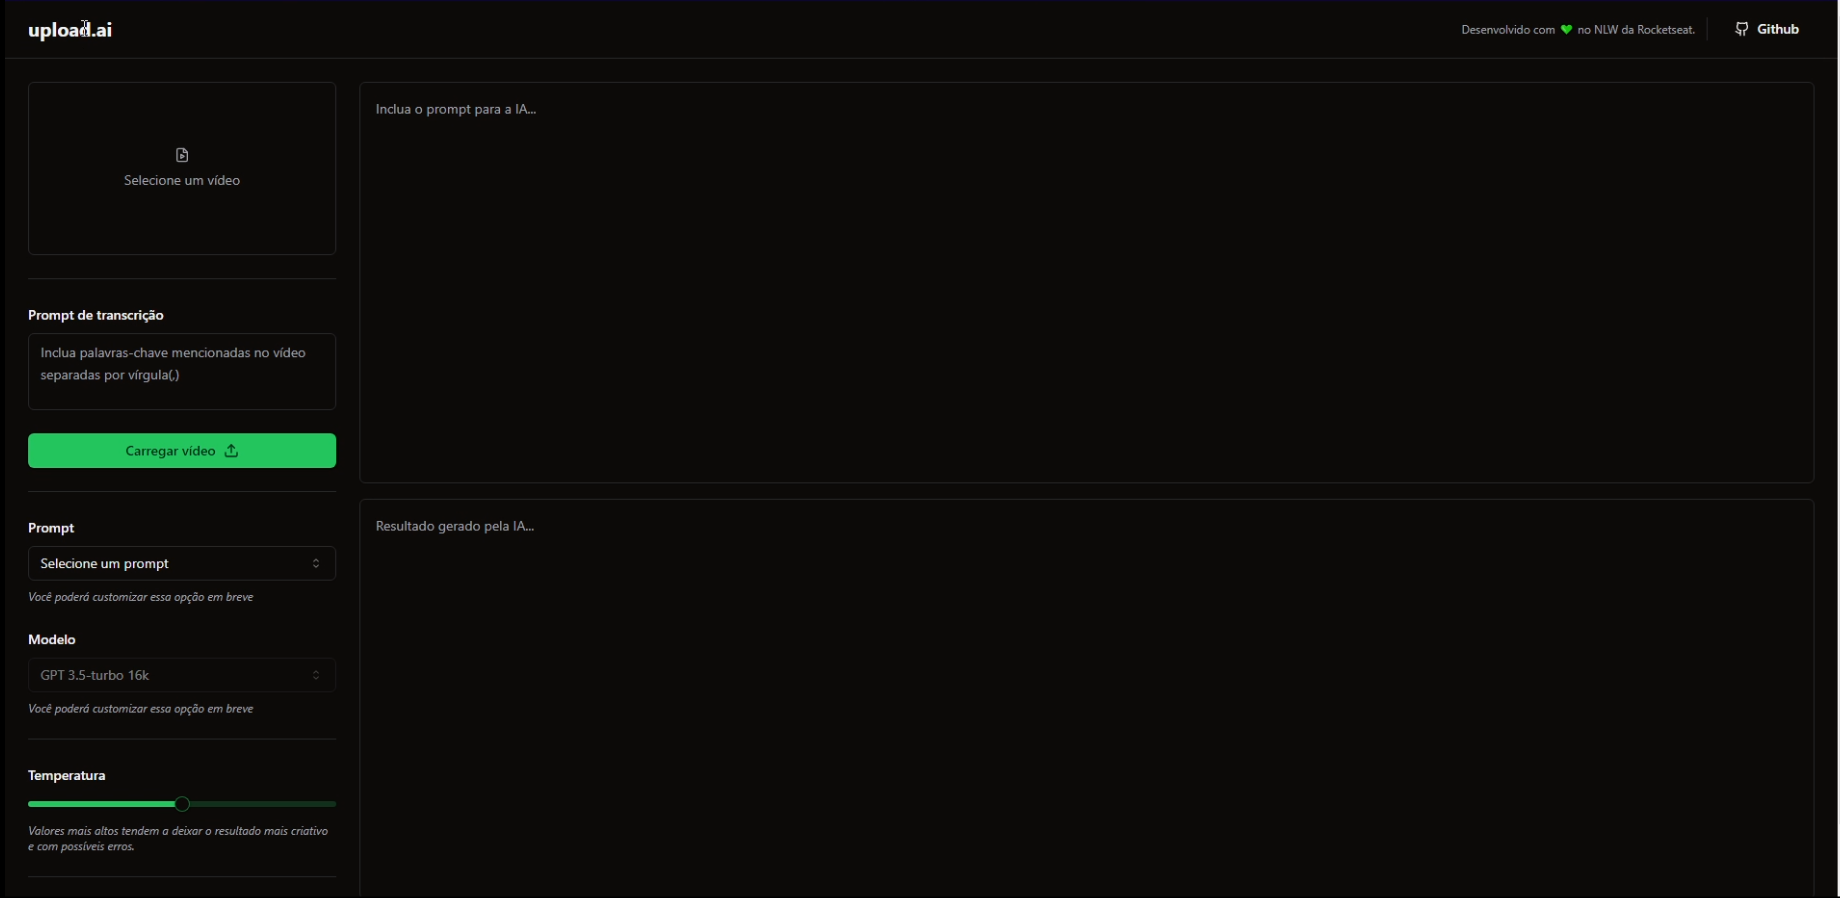 upload.ai
Desenvolvido com 💚 no NLW da Rocketseat.
Github
Selecione um vídeo
Inclua o prompt para a IA...
Prompt de transcrição
Inclua palavras-chave mencionadas no vídeo
separadas por vírgula(,)
Carregar vídeo
Prompt
Selecione um prompt
Você poderá customizar essa opção em breve
Modelo
GPT 3.5-turbo 16k
Você poderá customizar essa opção em breve
Temperatura
Valores mais altos tendem a deixar o resultado mais criativo
e com possíveis erros.
Resultado gerado pela IA...